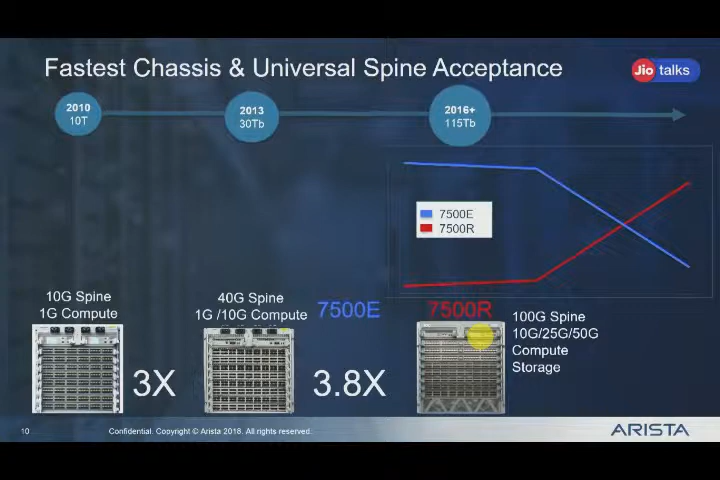 Fastest Chassis & Universal Spine Acceptance
Jio talks
2010
10T
2013
30Tb
2016+
115Tb
7500E
7500R
10G Spine
1G Compute
40G Spine
1G /10G Compute
7500E
7500R
100G Spine
10G/25G/50G
Compute
Storage
3X
3.8X
10
Confidential. Copyright © Arista 2018. All rights reserved.
ARISTA